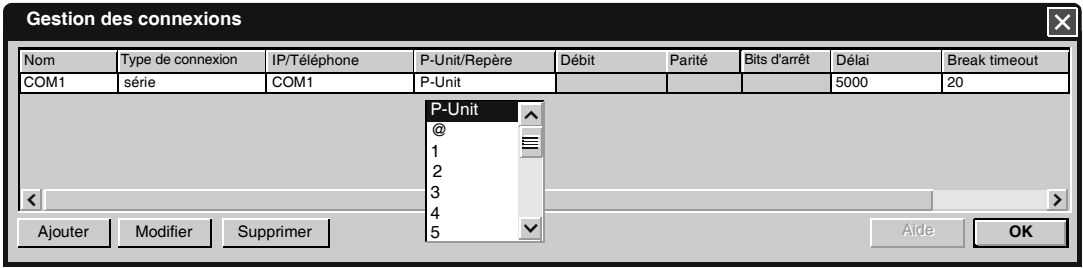 Gestion des connexions
Nom Type de connexion IP/Téléphone P-Unit/Repère Débit Parité Bits d'arrêt Délai Break timeout
COM1 série COM1 P-Unit 5000 20
P-Unit
@
1
2
3
4
5
Ajouter Modifier Supprimer Aide OK